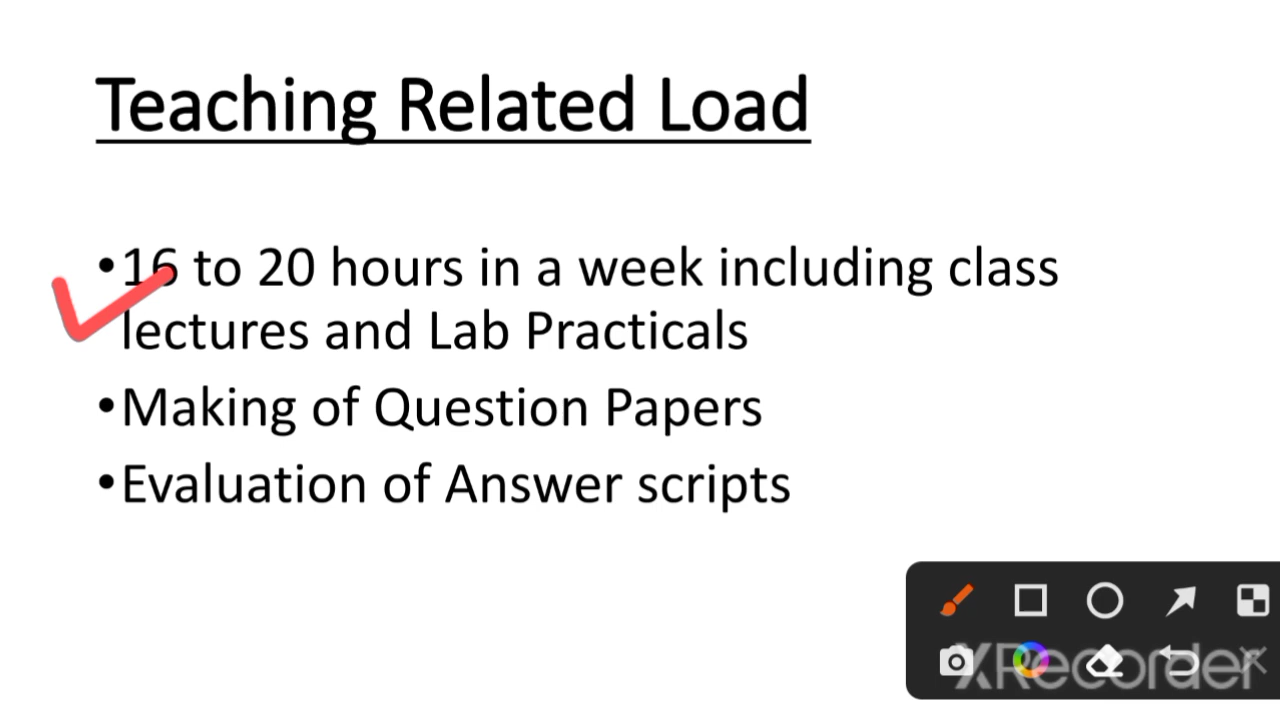 Teaching Related Load
•16 to 20 hours in a week including class
lectures and Lab Practicals
•Making of Question Papers
•Evaluation of Answer scripts
XRecorder